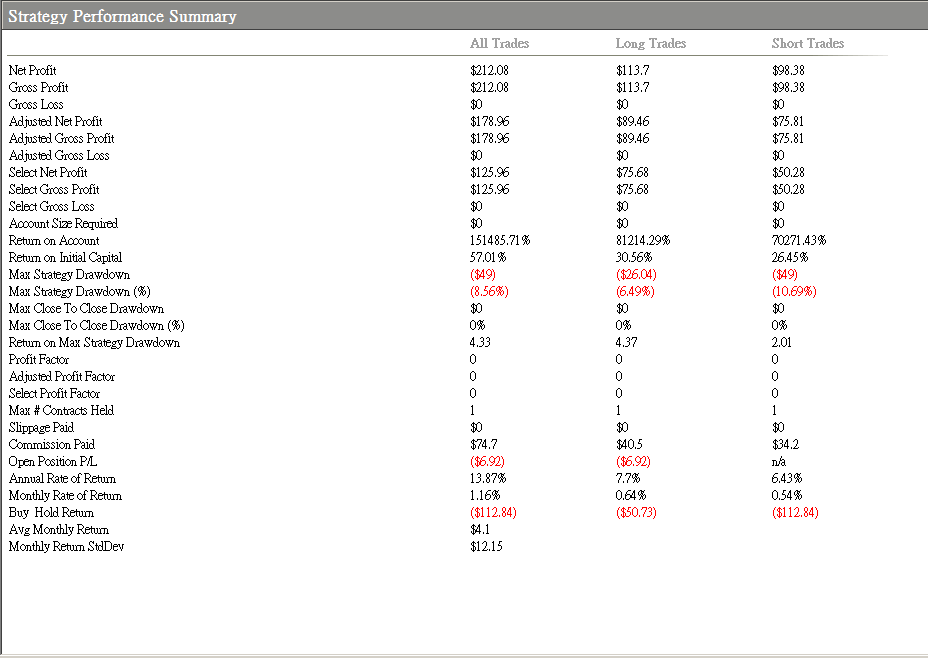 Strategy Performance Summary
All Trades Long Trades Short Trades
Net Profit $212.08 $113.7 $98.38
Gross Profit $212.08 $113.7 $98.38
Gross Loss $0 $0 $0
Adjusted Net Profit $178.96 $89.46 $75.81
Adjusted Gross Profit $178.96 $89.46 $75.81
Adjusted Gross Loss $0 $0 $0
Select Net Profit $125.96 $75.68 $50.28
Select Gross Profit $125.96 $75.68 $50.28
Select Gross Loss $0 $0 $0
Account Size Required $0 $0 $0
Return on Account 151485.71% 81214.29% 70271.43%
Return on Initial Capital 57.01% 30.56% 26.45%
Max Strategy Drawdown ($49) ($26.04) ($49)
Max Strategy Drawdown (%) (8.56%) (6.49%) (10.69%)
Max Close To Close Drawdown $0 $0 $0
Max Close To Close Drawdown (%) 0% 0% 0%
Return on Max Strategy Drawdown 4.33 4.37 2.01
Profit Factor 0 0 0
Adjusted Profit Factor 0 0 0
Select Profit Factor 0 0 0
Max # Contracts Held 1 1 1
Slippage Paid $0 $0 $0
Commission Paid $74.7 $40.5 $34.2
Open Position P/L ($6.92) ($6.92) n/a
Annual Rate of Return 13.87% 7.7% 6.43%
Monthly Rate of Return 1.16% 0.64% 0.54%
Buy Hold Return ($112.84) ($50.73) ($112.84)
Avg Monthly Return $4.1
Monthly Return StdDev $12.15